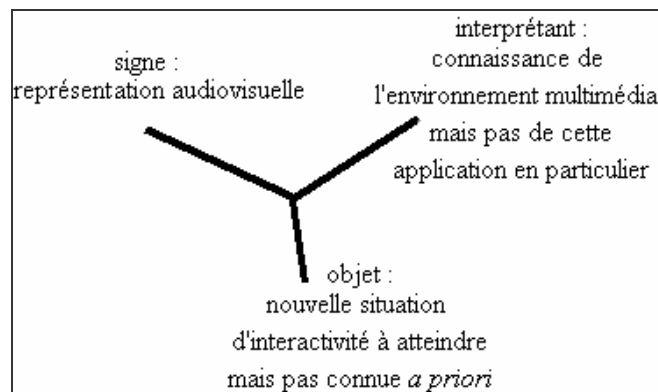 signe :
représentation audiovisuelle
interprétant :
connaissance de
l'environnement multimédia
mais pas de cette
application en particulier
objet :
nouvelle situation
d'interactivité à atteindre
mais pas connue a priori